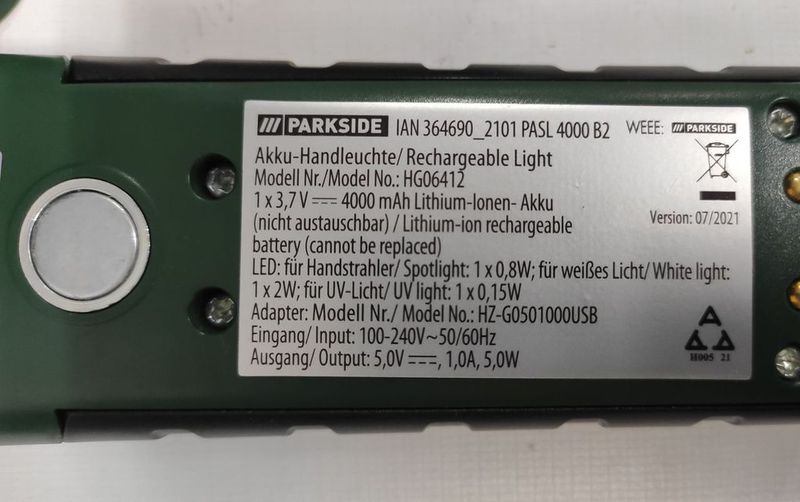 /// PARKSIDE IAN 364690_2101 PASL 4000 B2 WEEE: /// PARKSIDE
Akku-Handleuchte/ Rechargeable Light
Modell Nr./Model No.: HG06412
1 x 3,7 V ⎓ 4000 mAh Lithium-Ionen- Akku
(nicht austauschbar) / Lithium-ion rechargeable
battery (cannot be replaced)
Version: 07/2021
LED: für Handstrahler/ Spotlight: 1 x 0,8W; für weißes Licht/ White light:
1 x 2W; für UV-Licht/ UV light: 1 x 0,15W
Adapter: Modell Nr./ Model No.: HZ-G0501000USB
Eingang/ Input: 100-240V~50/60Hz
Ausgang/ Output: 5,0V ⎓, 1,0A, 5,0W
H005 21